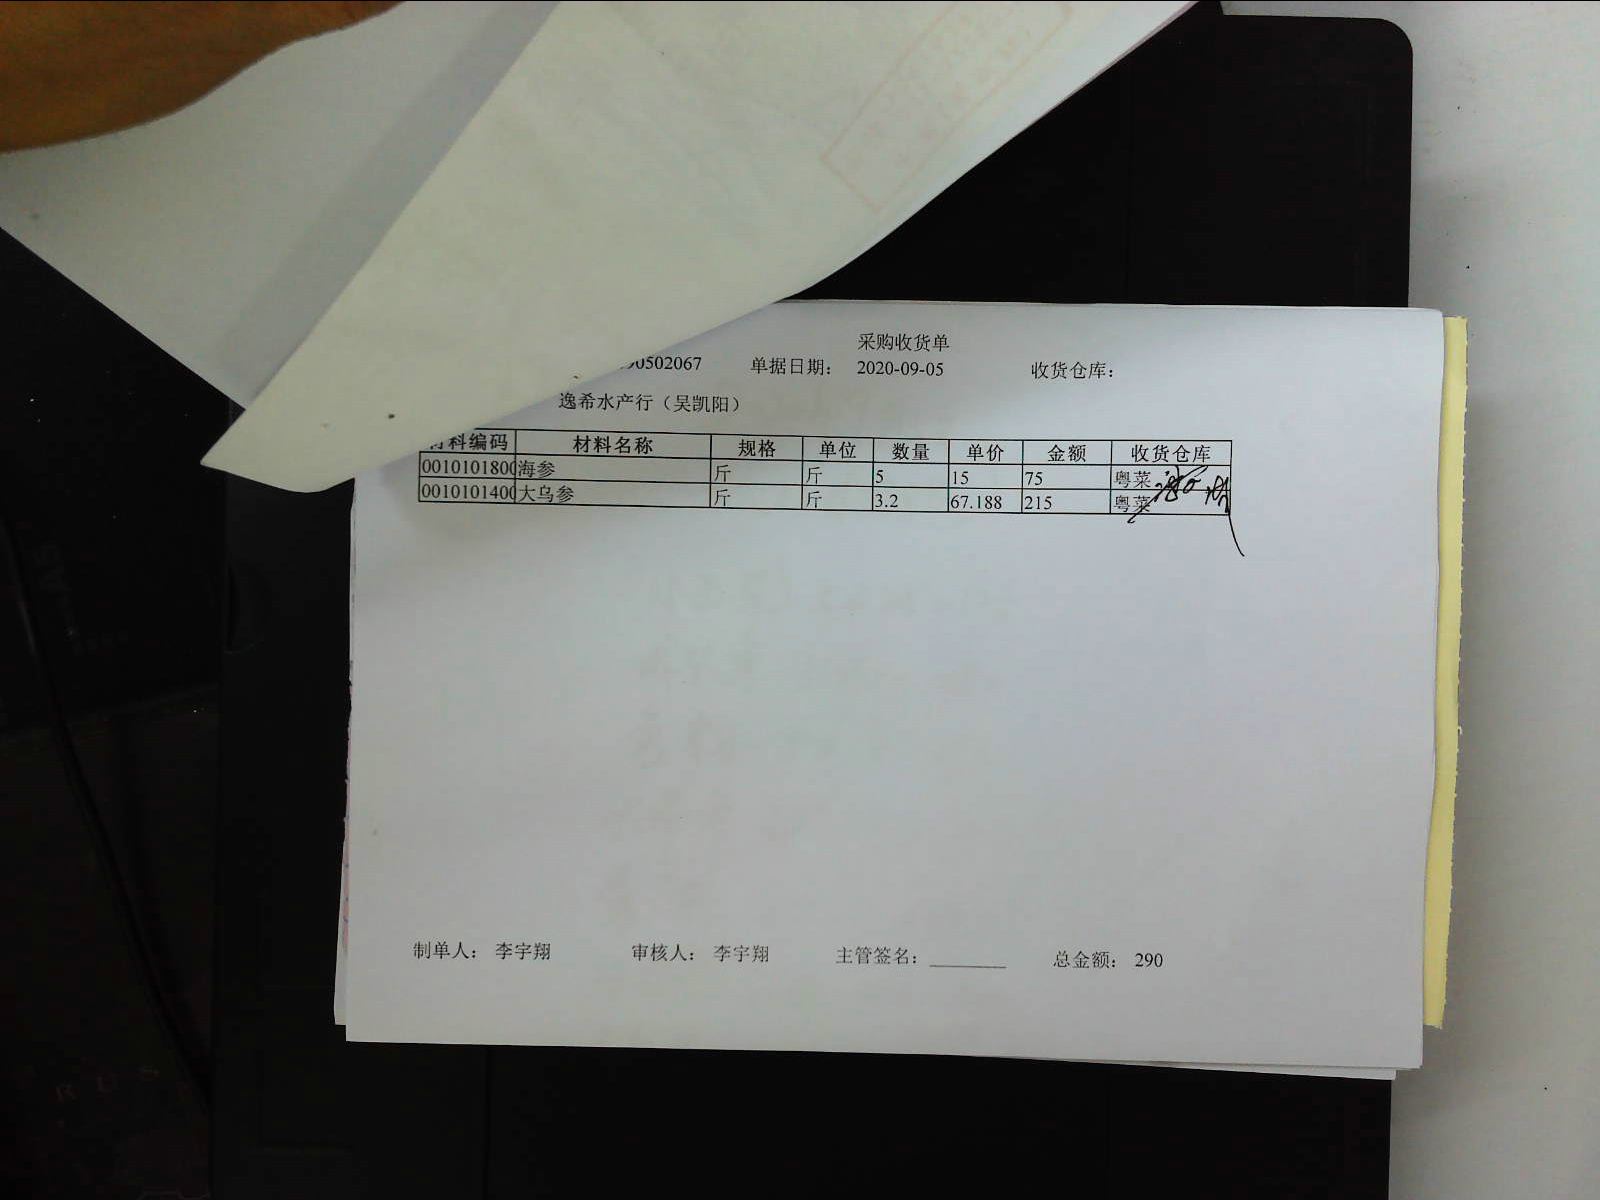 采购收货单
90502067 单据日期： 2020-09-05 收货仓库：
逸希水产行（吴凯阳）
材料编码 材料名称 规格 单位 数量 单价 金额 收货仓库
0010101800 海参 斤 斤 5 15 75 粤菜
0010101400 大乌参 斤 斤 3.2 67.188 215 粤菜
制单人： 李宇翔 审核人： 李宇翔 主管签名： 总金额： 290